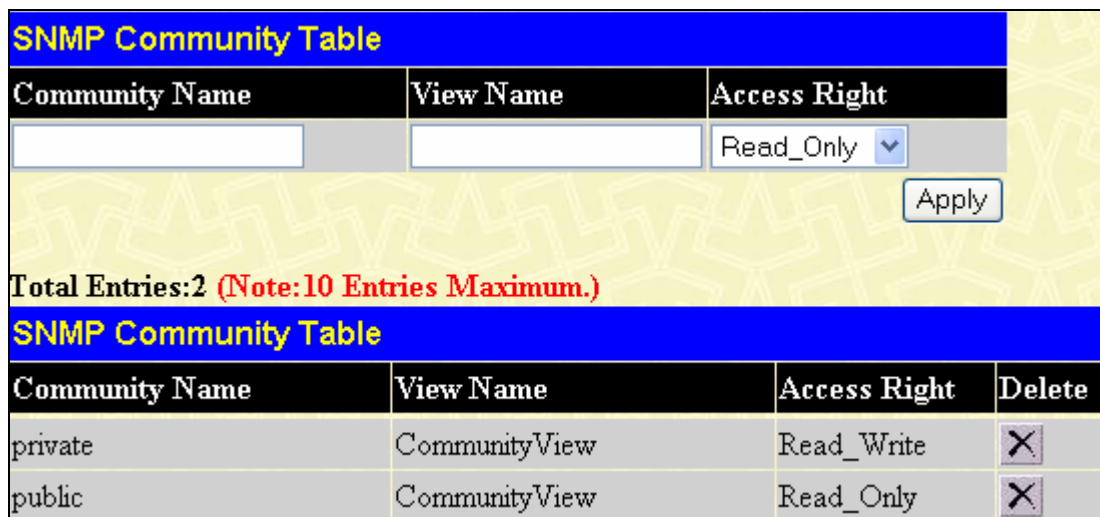 SNMP Community Table
Community Name View Name Access Right
Read_Only
Apply
Total Entries:2 (Note:10 Entries Maximum.)
SNMP Community Table
Community Name View Name Access Right Delete
private CommunityView Read_Write
public CommunityView Read_Only